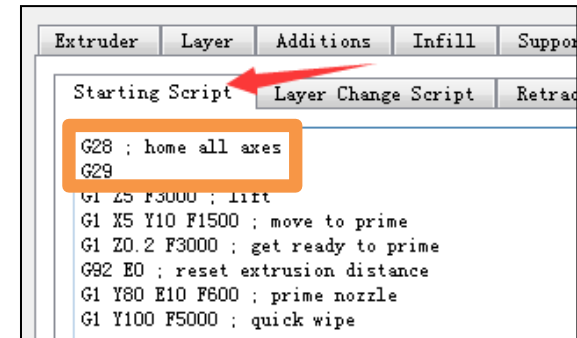 Extruder Layer Additions Infill Suppor
Starting Script Layer Change Script Retrac
G28 ; home all axes
G29
G1 Z5 F3000 ; lift
G1 X5 Y10 F1500 ; move to prime
G1 Z0.2 F3000 ; get ready to prime
G92 E0 ; reset extrusion distance
G1 Y80 E10 F600 ; prime nozzle
G1 Y100 F5000 ; quick wipe